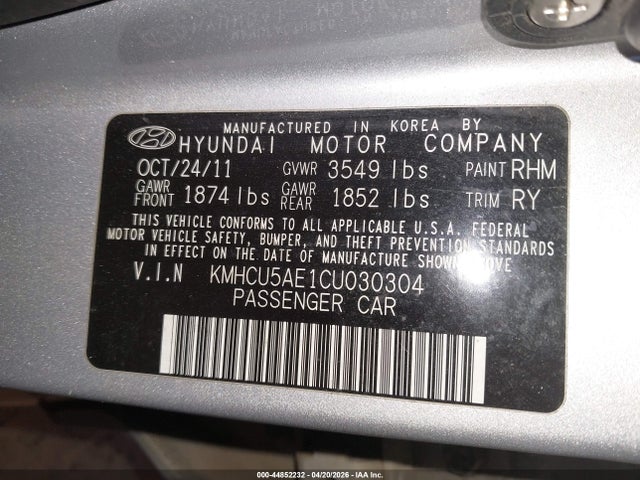 MANUFACTURED IN KOREA BY
HYUNDAI MOTOR COMPANY
OCT/24/11 GVWR 3549 lbs PAINT RHM
GAWR FRONT 1874 lbs GAWR REAR 1852 lbs TRIM RY
THIS VEHICLE CONFORMS TO ALL APPLICABLE U.S.A. FEDERAL
MOTOR VEHICLE SAFETY, BUMPER, AND THEFT PREVENTION STANDARDS
IN EFFECT ON THE DATE OF MANUFACTURE SHOWN ABOVE
V.I.N KMHCU5AE1CU030304
PASSENGER CAR
000-44852232 - 04/20/2026 - IAA Inc.